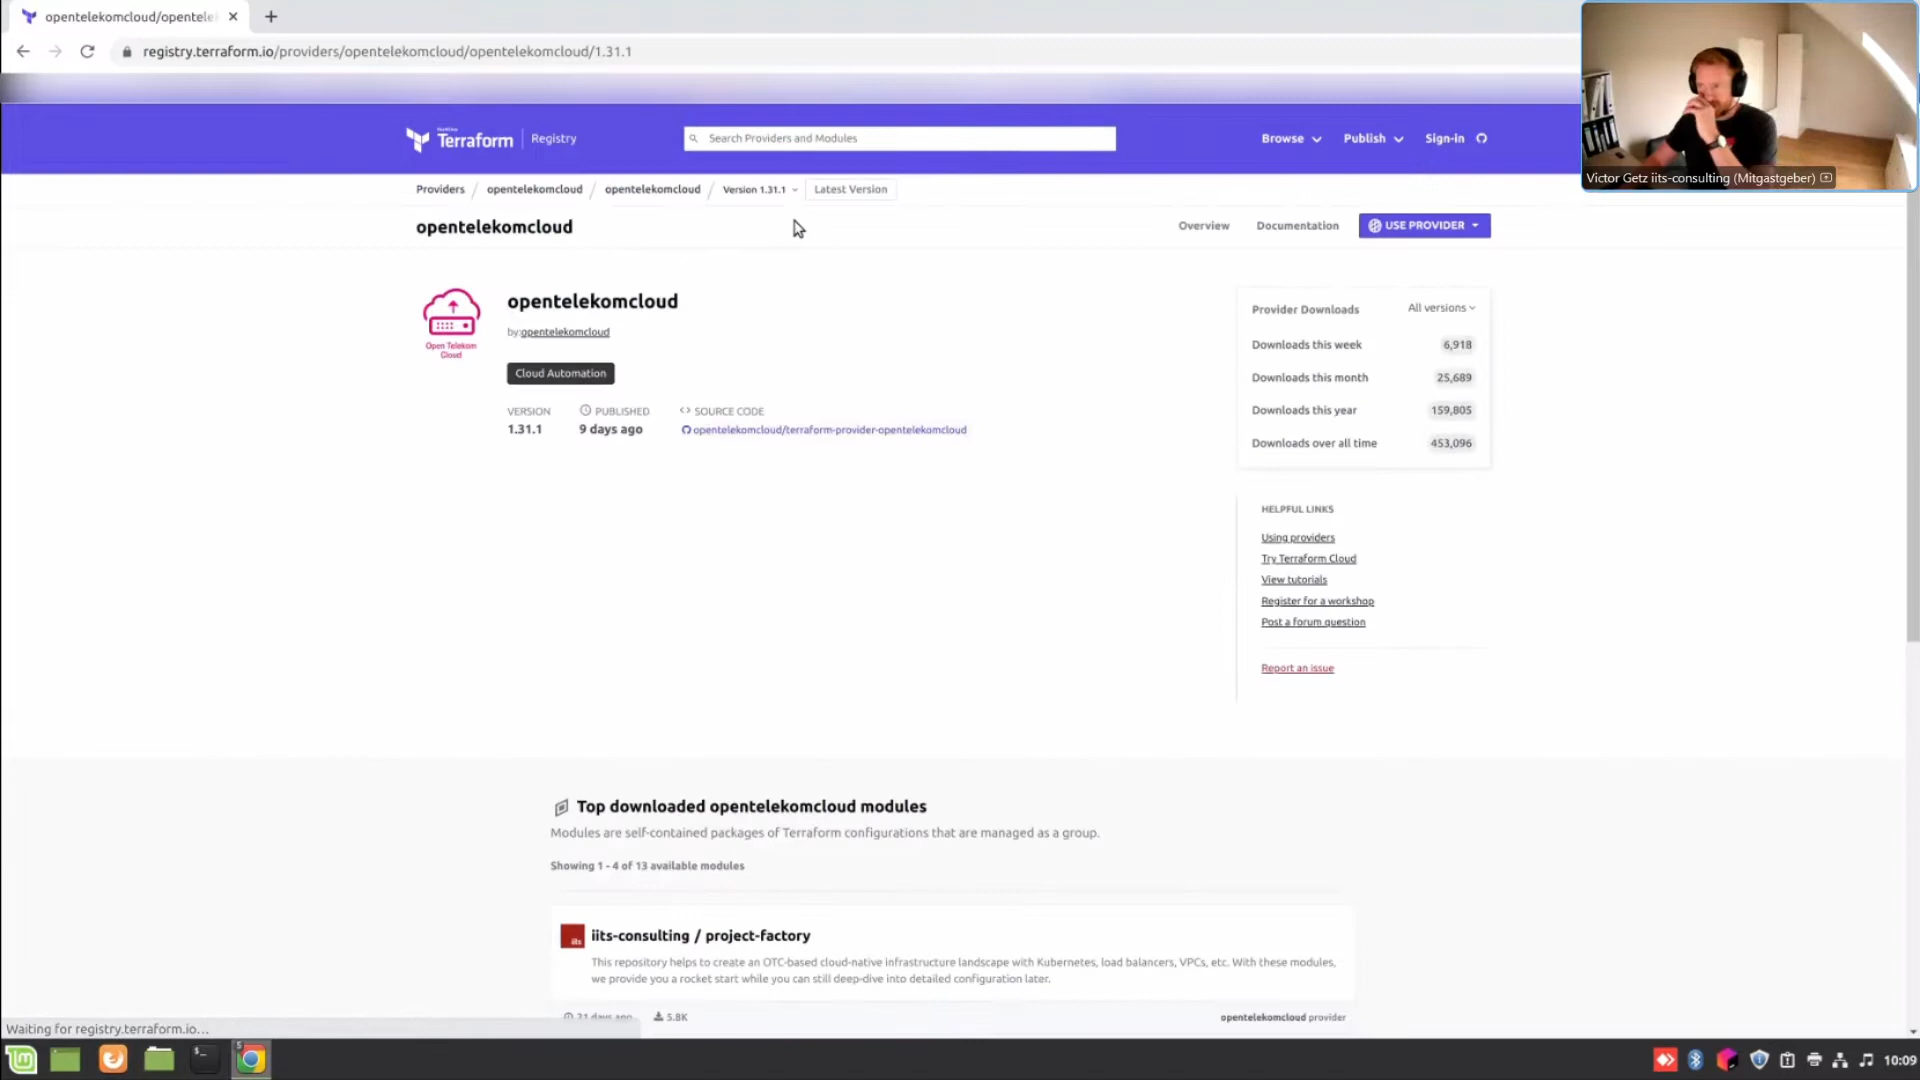 opentelekomcloud/opentele
registry.terraform.io/providers/opentelekomcloud/opentelekomcloud/1.31.1
Terraform
Registry
Search Providers and Modules
Browse
Publish
Sign-in
Victor Getz iits-consulting (Mitgastgeber)
Providers / opentelekomcloud / opentelekomcloud / Version 1.31.1
Latest Version
opentelekomcloud
Overview
Documentation
USE PROVIDER
Open Telekom
Cloud
opentelekomcloud
by:opentelekomcloud
Cloud Automation
VERSION
1.31.1
PUBLISHED
9 days ago
<> SOURCE CODE
opentelekomcloud/terraform-provider-opentelekomcloud
Provider Downloads
All versions
Downloads this week 6,918
Downloads this month 25,689
Downloads this year 159,805
Downloads over all time 453,096
HELPFUL LINKS
Using providers
Try Terraform Cloud
View tutorials
Register for a workshop
Post a forum question
Report an issue
Top downloaded opentelekomcloud modules
Modules are self-contained packages of Terraform configurations that are managed as a group.
Showing 1 - 4 of 13 available modules
iits
iits-consulting / project-factory
This repository helps to create an OTC-based cloud-native infrastructure landscape with Kubernetes, load balancers, VPCs, etc. With these modules,
we provide you a rocket start while you can still deep-dive into detailed configuration later.
21 days ago
5.8K
opentelekomcloud provider
Waiting for registry.terraform.io...
10:09